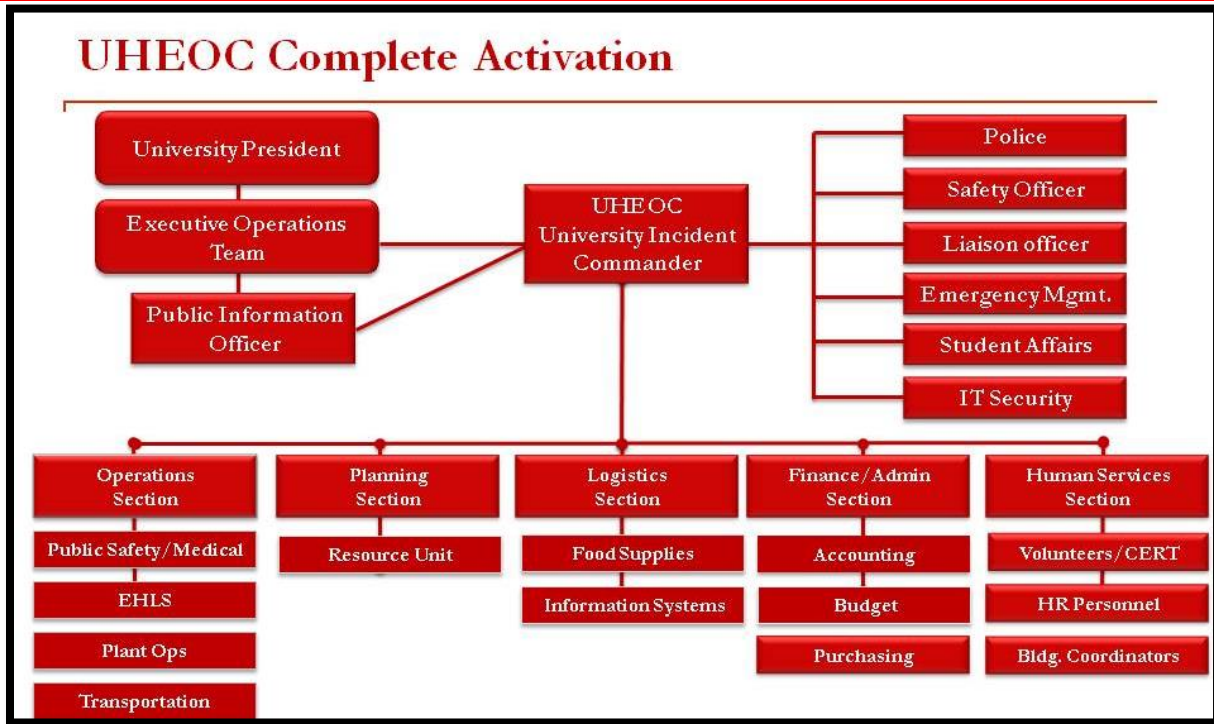 UHEOC Complete Activation
University President
Executive Operations
Team
Public Information
Officer
UHEOC
University Incident
Commander
Police
Safety Officer
Liaison officer
Emergency Mgmt.
Student Affairs
IT Security
Operations
Section
Public Safety/Medical
EHLS
Plant Ops
Transportation
Planning
Section
Resource Unit
Logistics
Section
Food Supplies
Information Systems
Finance/Admin
Section
Accounting
Budget
Purchasing
Human Services
Section
Volunteers/CERT
HR Personnel
Bldg. Coordinators